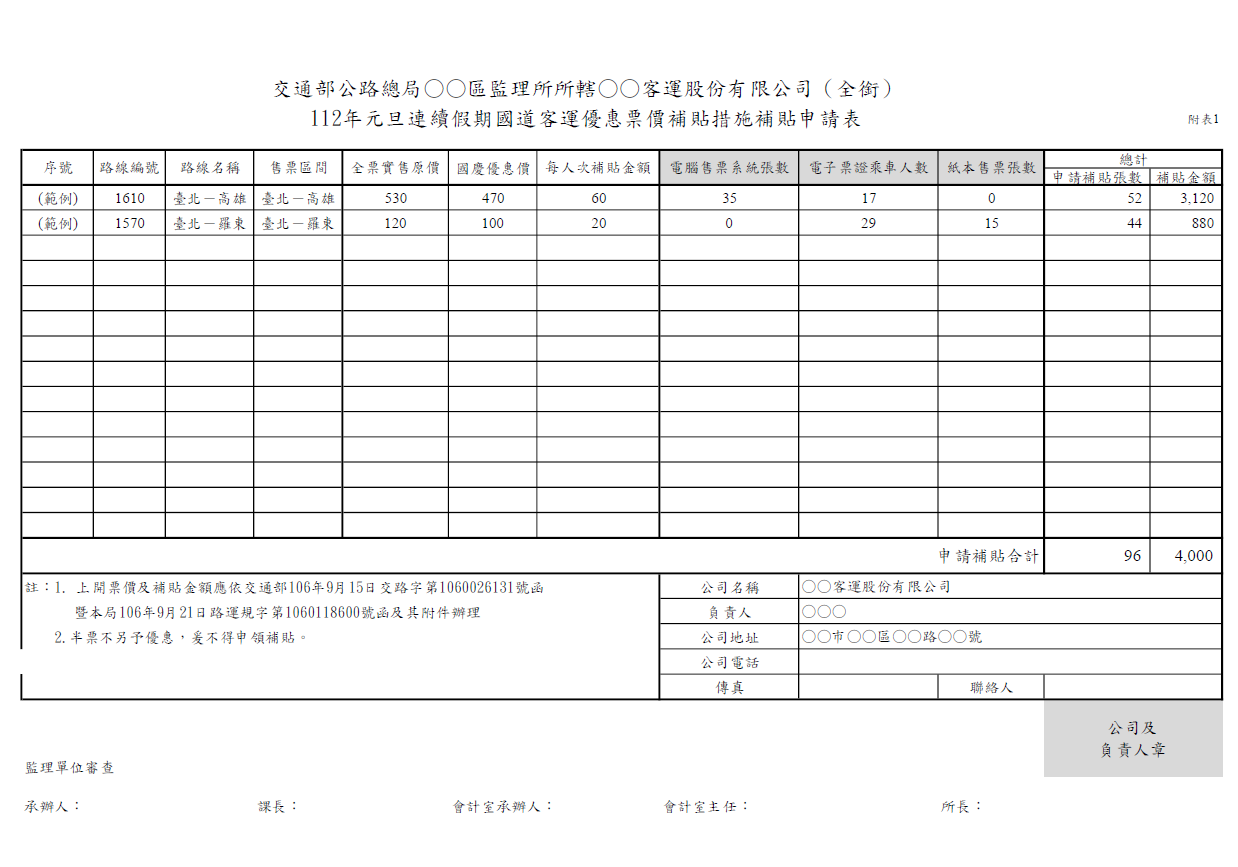 交通部公路總局○○區監理所所轄○○客運股份有限公司（全銜）
112年元旦連續假期國道客運優惠票價補貼措施補貼申請表
附表1
序號 路線編號 路線名稱 售票區間 全票實售原價 國慶優惠價 每人次補貼金額 電腦售票系統張數 電子票證乘車人數 紙本售票張數 總計
申請補貼張數 補貼金額
(範例) 1610 臺北－高雄 臺北－高雄 530 470 60 35 17 0 52 3,120
(範例) 1570 臺北－羅東 臺北－羅東 120 100 20 0 29 15 44 880
申請補貼合計 96 4,000
註：1. 上開票價及補貼金額應依交通部106年9月15日交路字第1060026131號函
暨本局106年9月21日路運規字第1060118600號函及其附件辦理
2.半票不另予優惠，爰不得申領補貼。
公司名稱 ○○客運股份有限公司
負責人 ○○○
公司地址 ○○市○○區○○路○○號
公司電話
傳真 聯絡人
公司及
負責人章
監理單位審查
承辦人： 課長： 會計室承辦人： 會計室主任： 所長：